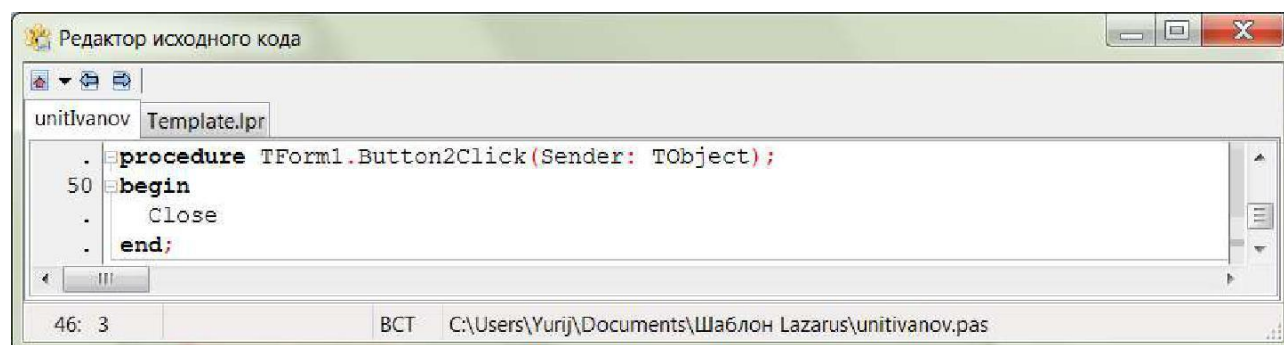 Редактор исходного кода
unitIvanov Template.lpr
. procedure TForm1.Button2Click(Sender: TObject);
50 begin
. Close
. end;
46: 3 ВСТ C:\Users\Yurij\Documents\Шаблон Lazarus\unitivanov.pas